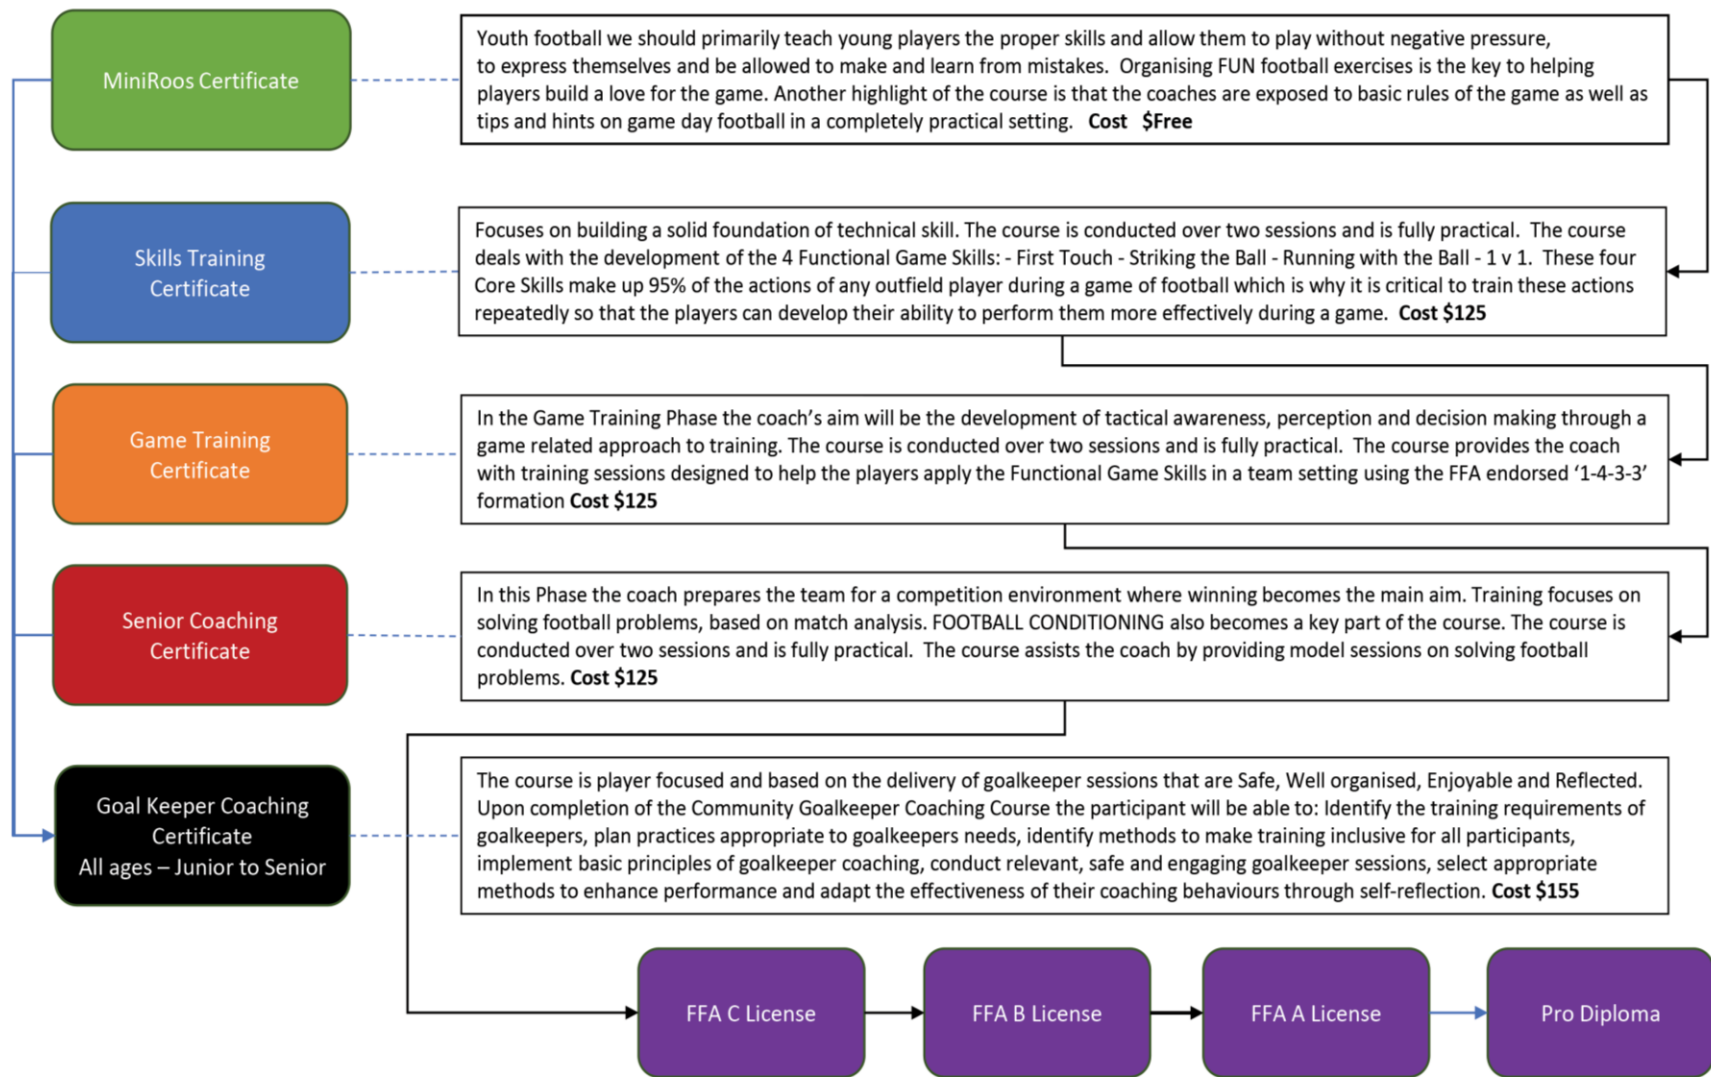 MiniRoos Certificate
Youth football we should primarily teach young players the proper skills and allow them to play without negative pressure,
to express themselves and be allowed to make and learn from mistakes. Organising FUN football exercises is the key to helping
players build a love for the game. Another highlight of the course is that the coaches are exposed to basic rules of the game as well as
tips and hints on game day football in a completely practical setting. Cost $Free
Skills Training
Certificate
Focuses on building a solid foundation of technical skill. The course is conducted over two sessions and is fully practical. The course
deals with the development of the 4 Functional Game Skills: - First Touch - Striking the Ball - Running with the Ball - 1 v 1. These four
Core Skills make up 95% of the actions of any outfield player during a game of football which is why it is critical to train these actions
repeatedly so that the players can develop their ability to perform them more effectively during a game. Cost $125
Game Training
Certificate
In the Game Training Phase the coach’s aim will be the development of tactical awareness, perception and decision making through a
game related approach to training. The course is conducted over two sessions and is fully practical. The course provides the coach
with training sessions designed to help the players apply the Functional Game Skills in a team setting using the FFA endorsed ‘1-4-3-3’
formation Cost $125
Senior Coaching
Certificate
In this Phase the coach prepares the team for a competition environment where winning becomes the main aim. Training focuses on
solving football problems, based on match analysis. FOOTBALL CONDITIONING also becomes a key part of the course. The course is
conducted over two sessions and is fully practical. The course assists the coach by providing model sessions on solving football
problems. Cost $125
Goal Keeper Coaching
Certificate
All ages – Junior to Senior
The course is player focused and based on the delivery of goalkeeper sessions that are Safe, Well organised, Enjoyable and Reflected.
Upon completion of the Community Goalkeeper Coaching Course the participant will be able to: Identify the training requirements of
goalkeepers, plan practices appropriate to goalkeepers needs, identify methods to make training inclusive for all participants,
implement basic principles of goalkeeper coaching, conduct relevant, safe and engaging goalkeeper sessions, select appropriate
methods to enhance performance and adapt the effectiveness of their coaching behaviours through self-reflection. Cost $155
FFA C License
FFA B License
FFA A License
Pro Diploma